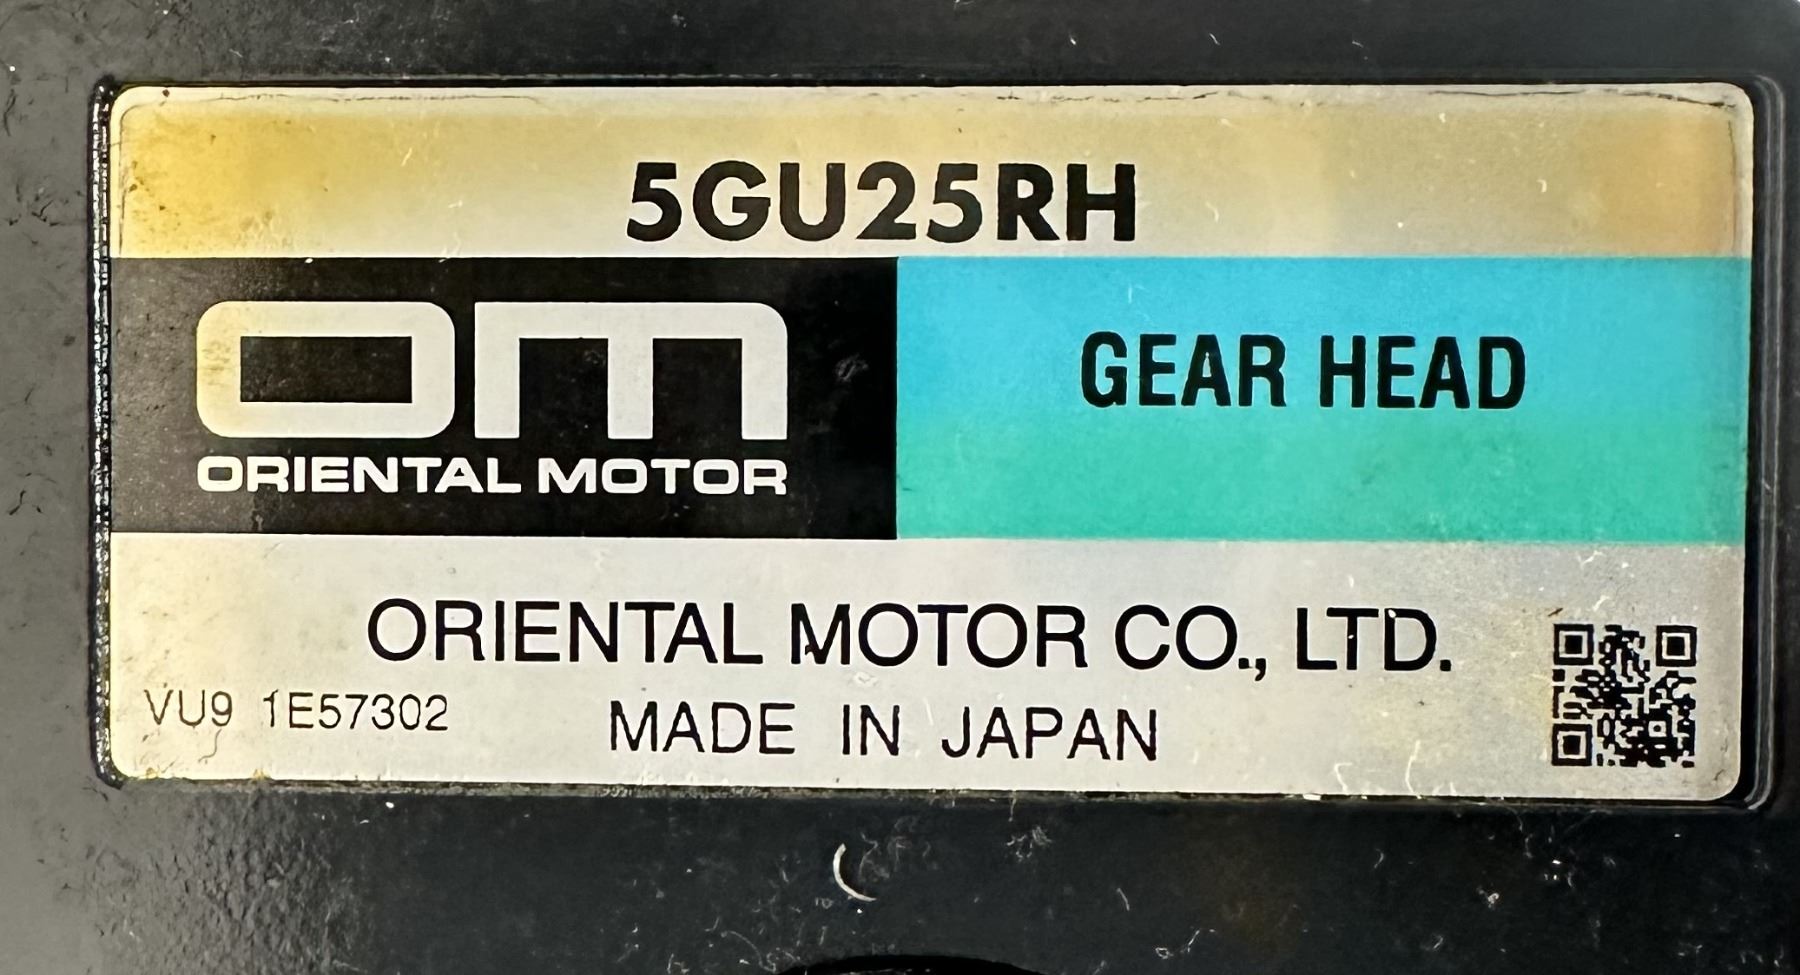 5GU25RH
om
ORIENTAL MOTOR
GEAR HEAD
ORIENTAL MOTOR CO., LTD.
VU9 1E57302
MADE IN JAPAN